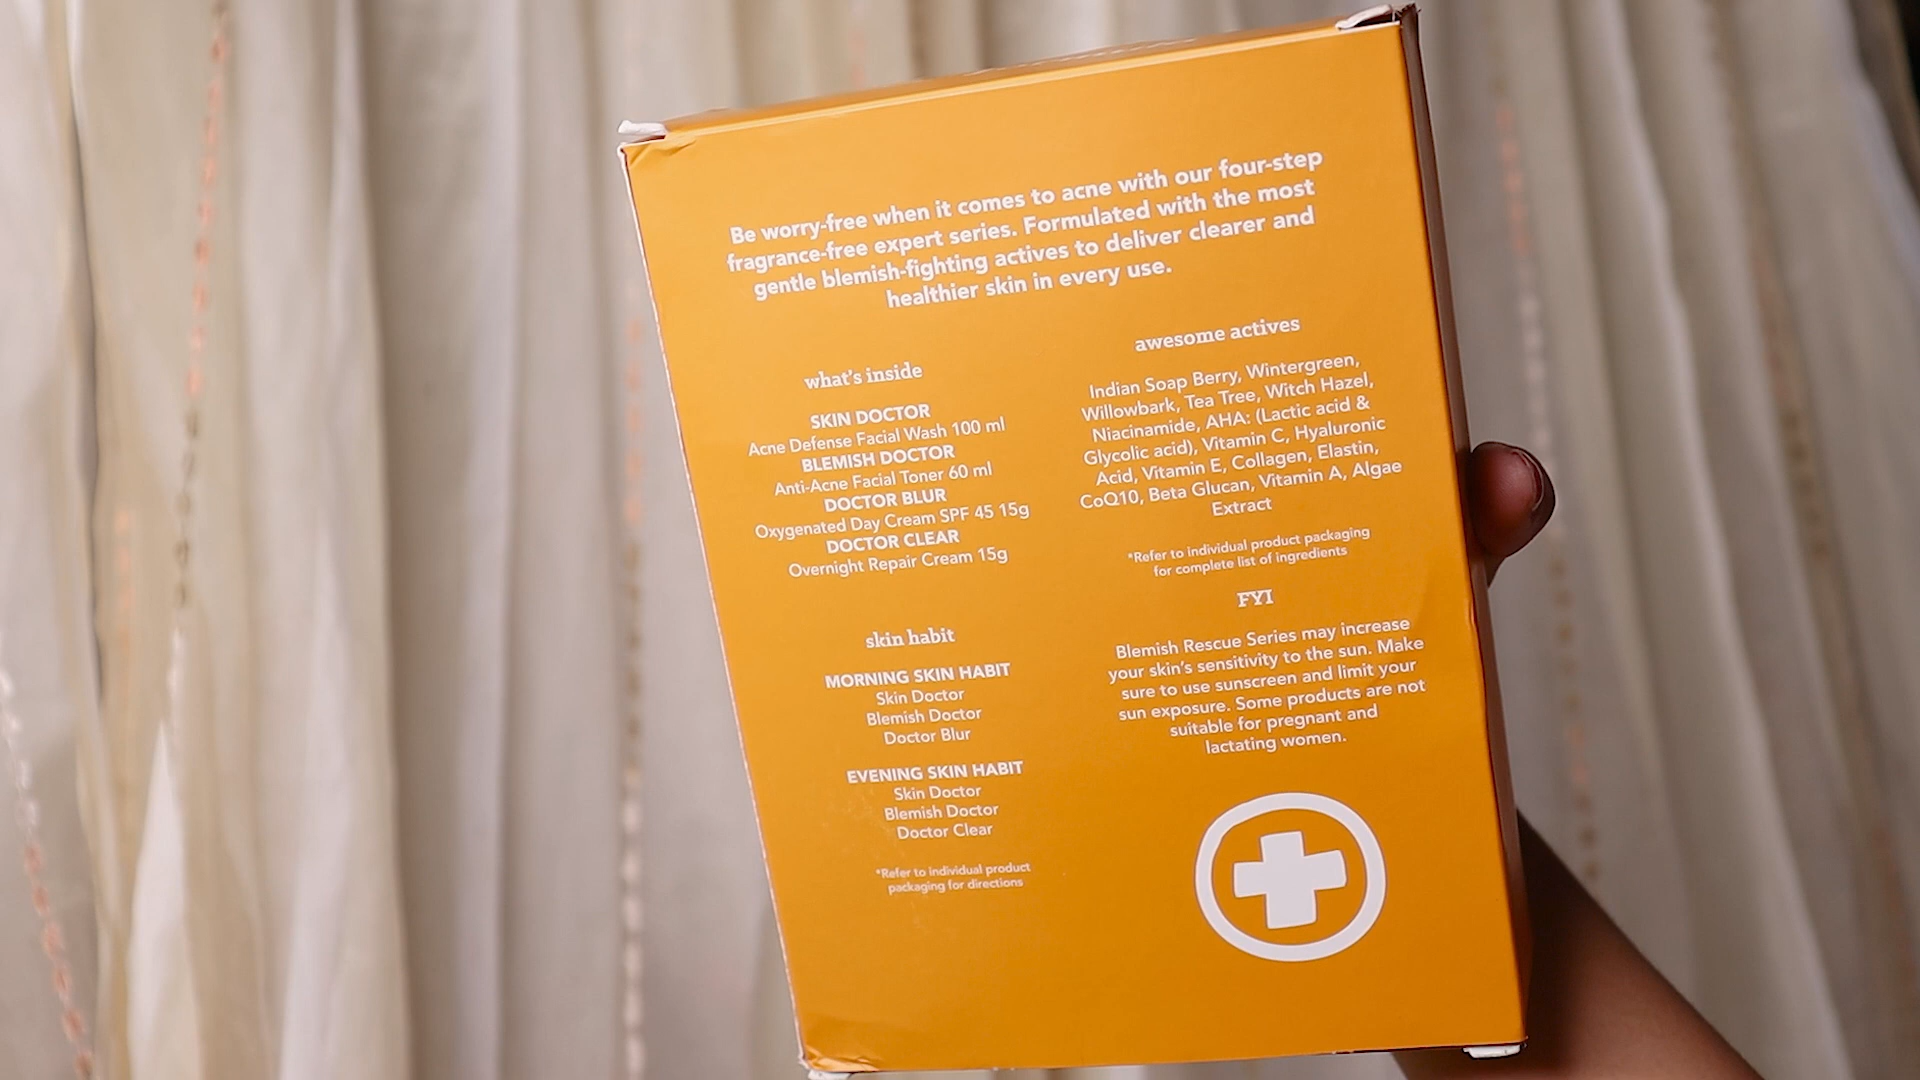 Be worry-free when it comes to acne with our four-step
fragrance-free expert series. Formulated with the most
gentle blemish-fighting actives to deliver clearer and
healthier skin in every use.
what's inside
SKIN DOCTOR
Acne Defense Facial Wash 100 ml
BLEMISH DOCTOR
Anti-Acne Facial Toner 60 ml
DOCTOR BLUR
Oxygenated Day Cream SPF 45 15g
DOCTOR CLEAR
Overnight Repair Cream 15g
skin habit
MORNING SKIN HABIT
Skin Doctor
Blemish Doctor
Doctor Blur
EVENING SKIN HABIT
Skin Doctor
Blemish Doctor
Doctor Clear
*Refer to individual product
packaging for directions
awesome actives
Indian Soap Berry, Wintergreen,
Willowbark, Tea Tree, Witch Hazel,
Niacinamide, AHA: (Lactic acid &
Glycolic acid), Vitamin C, Hyaluronic
Acid, Vitamin E, Collagen, Elastin,
CoQ10, Beta Glucan, Vitamin A, Algae
Extract
*Refer to individual product packaging
for complete list of ingredients
FYI
Blemish Rescue Series may increase
your skin's sensitivity to the sun. Make
sure to use sunscreen and limit your
sun exposure. Some products are not
suitable for pregnant and
lactating women.